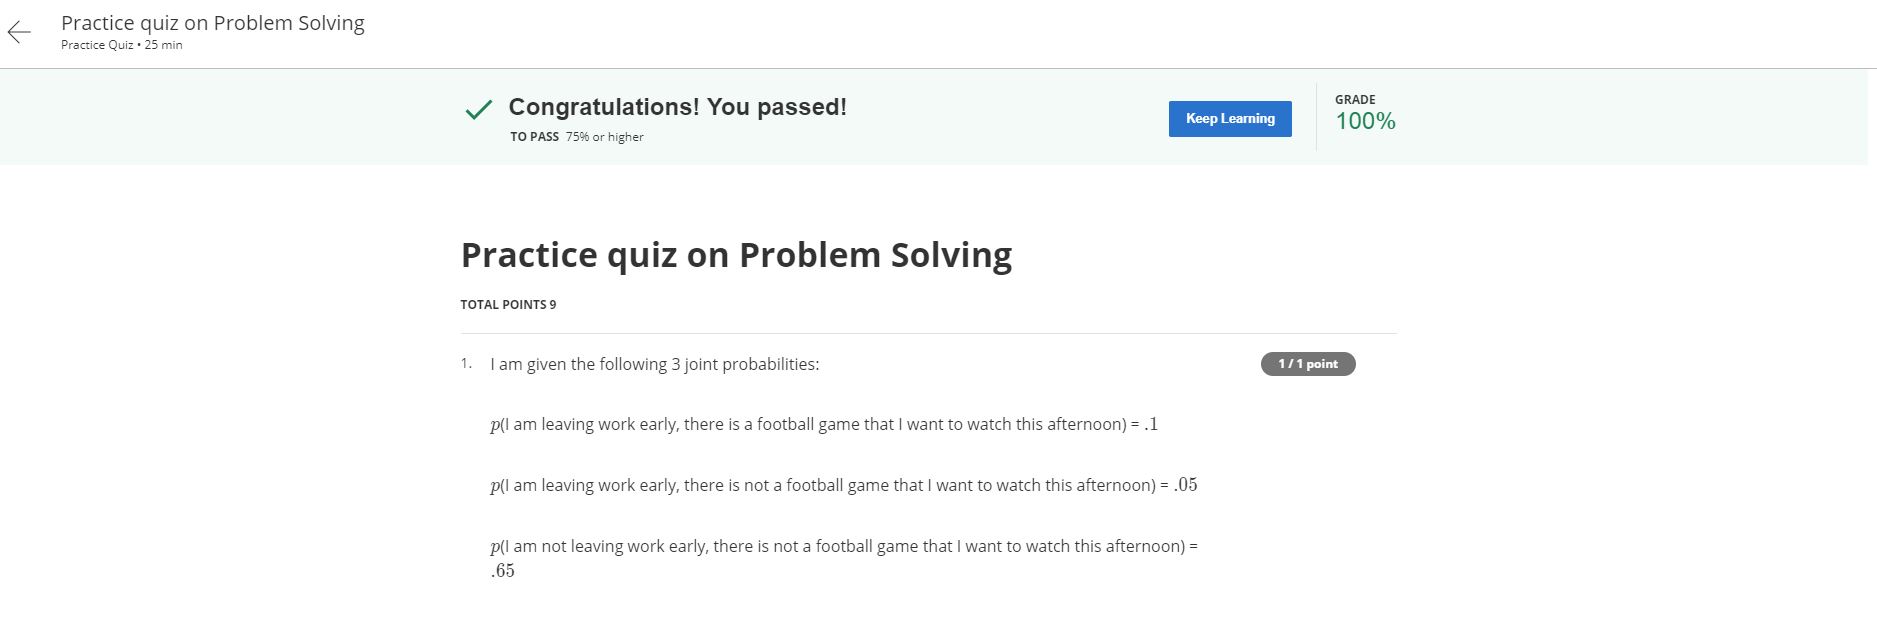 Practice quiz on Problem Solving
Practice Quiz • 25 min
Congratulations! You passed!
TO PASS 75% or higher
Keep Learning
GRADE
100%
Practice quiz on Problem Solving
TOTAL POINTS 9
1. I am given the following 3 joint probabilities:
1 / 1 point
p(I am leaving work early, there is a football game that I want to watch this afternoon) = .1
p(I am leaving work early, there is not a football game that I want to watch this afternoon) = .05
p(I am not leaving work early, there is not a football game that I want to watch this afternoon) =
.65